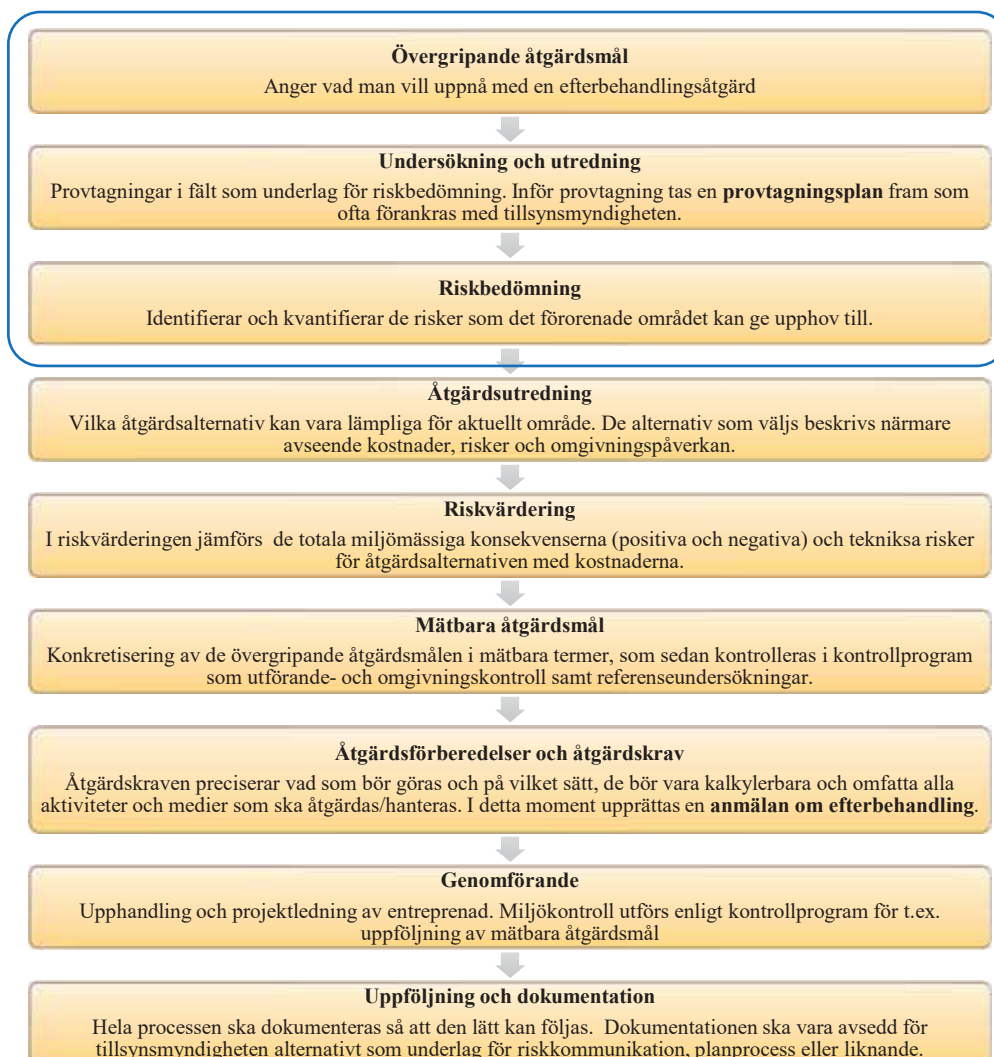 Övergripande åtgärdsmål
Anger vad man vill uppnå med en efterbehandlingsåtgärd
Undersökning och utredning
Provtagningar i fält som underlag för riskbedömning. Inför provtagning tas en provtagningsplan fram som
ofta förankras med tillsynsmyndigheten.
Riskbedömning
Identifierar och kvantifierar de risker som det förorenade området kan ge upphov till.
Åtgärdsutredning
Vilka åtgärdsalternativ kan vara lämpliga för aktuellt område. De alternativ som väljs beskrivs närmare
avseende kostnader, risker och omgivningspåverkan.
Riskvärdering
I riskvärderingen jämförs de totala miljömässiga konsekvenserna (positiva och negativa) och tekniksa risker
för åtgärdsalternativen med kostnaderna.
Mätbara åtgärdsmål
Konkretisering av de övergripande åtgärdsmålen i mätbara termer, som sedan kontrolleras i kontrollprogram
som utförande- och omgivningskontroll samt referenseundersökningar.
Åtgärdsförberedelser och åtgärdskrav
Åtgärdskraven preciserar vad som bör göras och på vilket sätt, de bör vara kalkylerbara och omfatta alla
aktiviteter och medier som ska åtgärdas/hanteras. I detta moment upprättas en anmälan om efterbehandling.
Genomförande
Upphandling och projektledning av entreprenad. Miljökontroll utförs enligt kontrollprogram för t.ex.
uppföljning av mätbara åtgärdsmål
Uppföljning och dokumentation
Hela processen ska dokumenteras så att den lätt kan följas. Dokumentationen ska vara avsedd för
tillsynsmyndigheten alternativt som underlag för riskkommunikation, planprocess eller liknande.